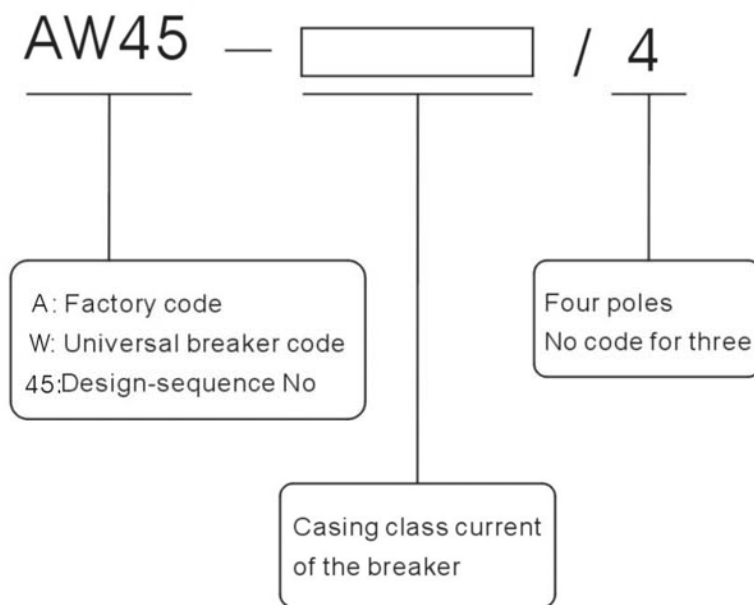 AW45 — / 4
A: Factory code
W: Universal breaker code
45:Design-sequence No
Four poles
No code for three
Casing class current
of the breaker